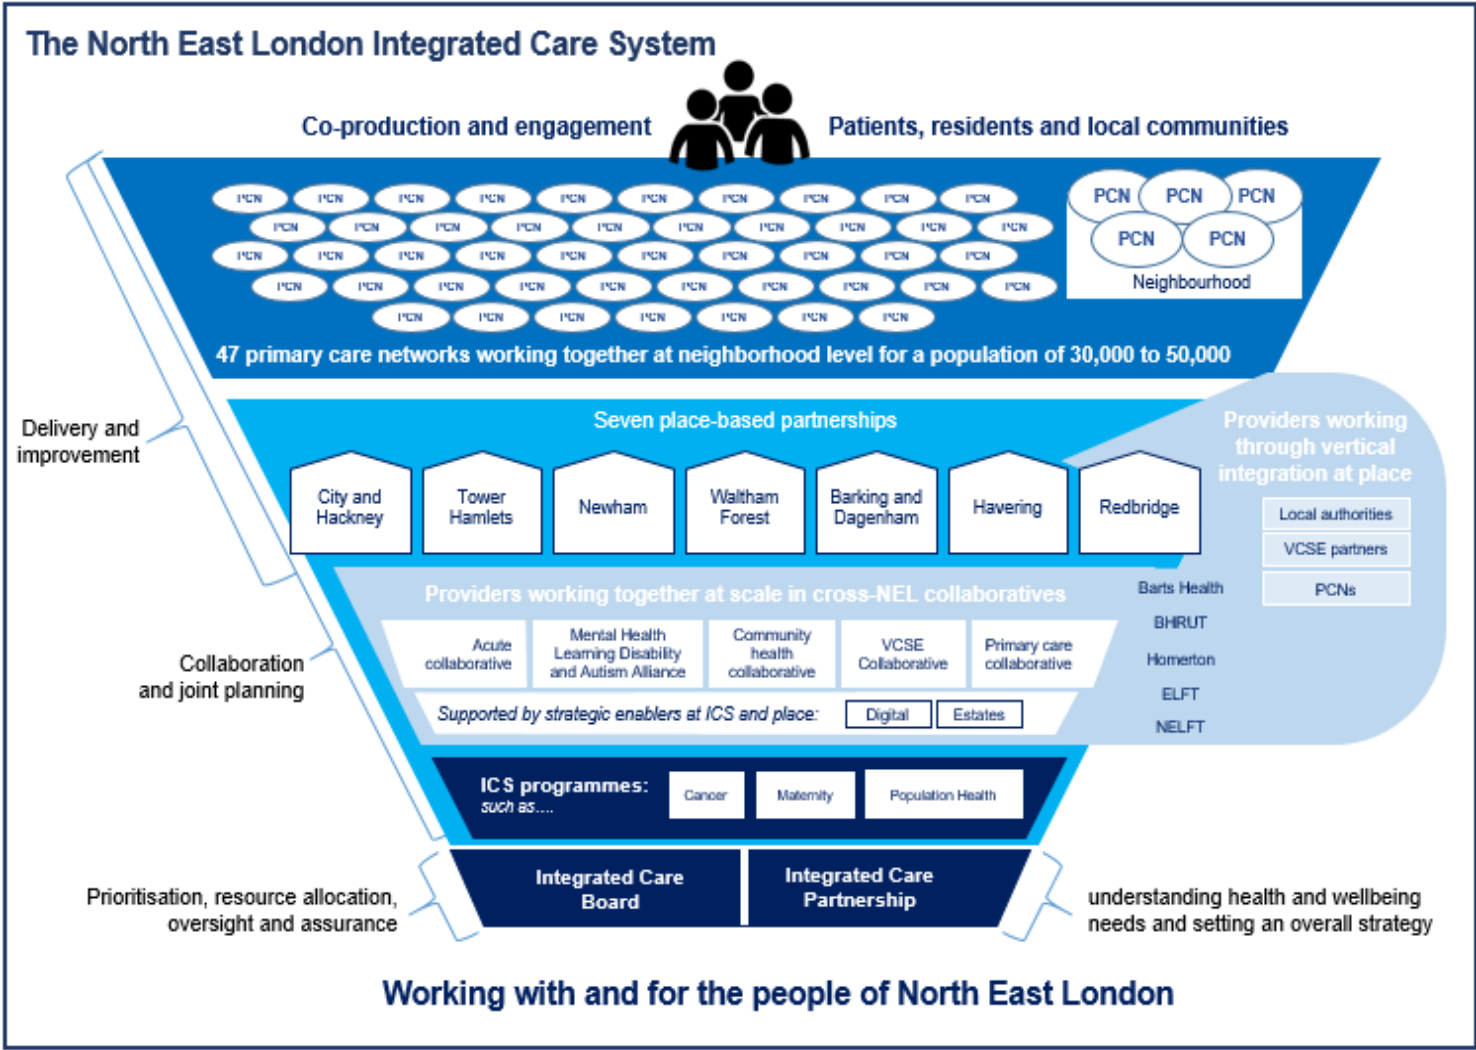 The North East London Integrated Care System
Co-production and engagement
Patients, residents and local communities
PCN PCN PCN PCN PCN PCN PCN PCN PCN PCN
PCN PCN PCN PCN PCN PCN PCN PCN PCN PCN
PCN PCN PCN PCN PCN PCN PCN PCN PCN PCN
PCN PCN PCN PCN PCN PCN PCN PCN PCN PCN
PCN PCN PCN PCN PCN PCN PCN
PCN PCN PCN
PCN PCN
Neighbourhood
47 primary care networks working together at neighborhood level for a population of 30,000 to 50,000
Delivery and
improvement
Seven place-based partnerships
City and
Hackney
Tower
Hamlets
Newham
Waltham
Forest
Barking and
Dagenham
Havering
Redbridge
Providers working
through vertical
integration at place
Local authorities
VCSE partners
PCNs
Barts Health
BHRUT
Homerton
ELFT
NELFT
Collaboration
and joint planning
Providers working together at scale in cross-NEL collaboratives
Acute
collaborative
Mental Health
Learning Disability
and Autism Alliance
Community
health
collaborative
VCSE
Collaborative
Primary care
collaborative
Supported by strategic enablers at ICS and place:
Digital
Estates
ICS programmes:
such as....
Cancer
Maternity
Population Health
Prioritisation, resource allocation,
oversight and assurance
Integrated Care
Board
Integrated Care
Partnership
understanding health and wellbeing
needs and setting an overall strategy
Working with and for the people of North East London